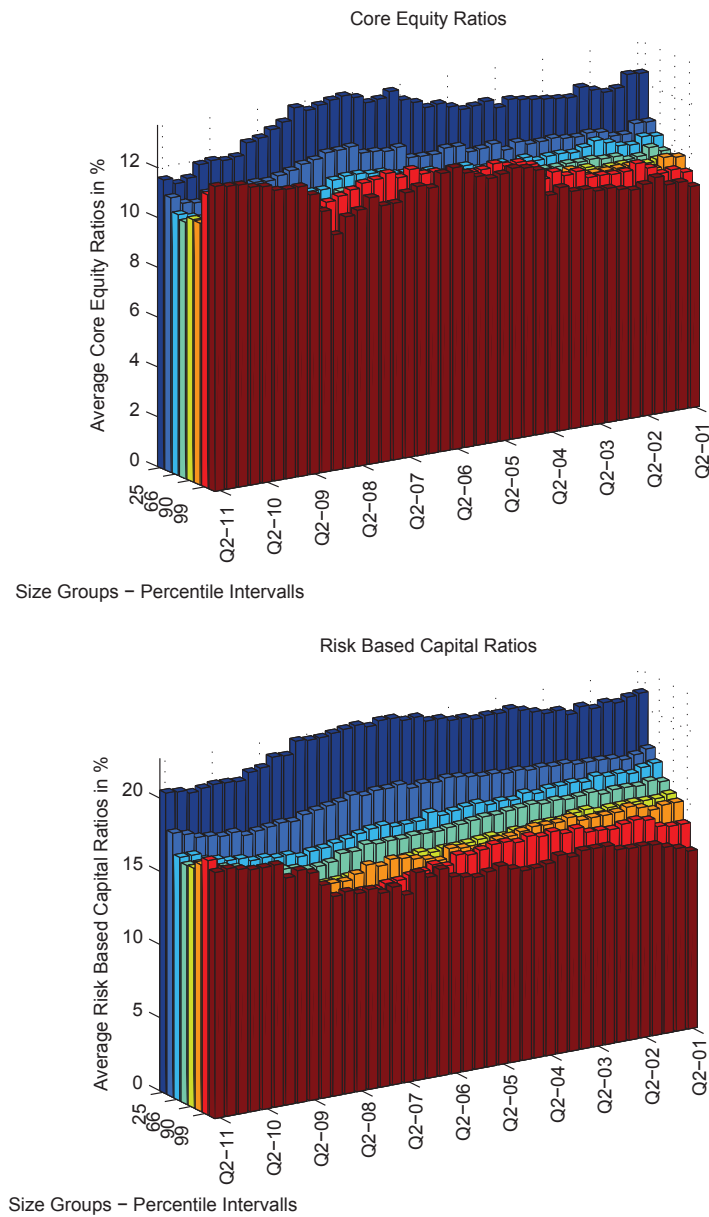 Core Equity Ratios
Average Core Equity Ratios in %
12
10
8
6
4
2
0
25
66
90
99
Q2−11
Q2−10
Q2−09
Q2−08
Q2−07
Q2−06
Q2−05
Q2−04
Q2−03
Q2−02
Q2−01
Size Groups − Percentile Intervalls
Risk Based Capital Ratios
Average Risk Based Capital Ratios in %
20
15
10
5
0
25
66
90
99
Q2−11
Q2−10
Q2−09
Q2−08
Q2−07
Q2−06
Q2−05
Q2−04
Q2−03
Q2−02
Q2−01
Size Groups − Percentile Intervalls